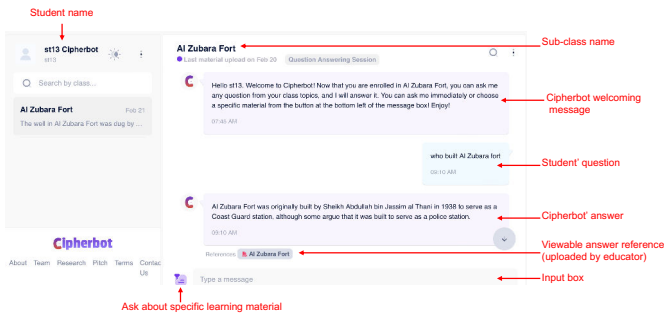 Student name
st13 Cipherbot
st13
Search by class...
Al Zubara Fort Feb 21
The well in Al Zubara Fort was dug by ...
Cipherbot
About Team Research Pitch Terms Contac
Us
Al Zubara Fort
Last material upload on Feb 20 Question Answering Session
Sub-class name
Hello st13, Welcome to Cipherbot! Now that you are enrolled in Al Zubara Fort, you can ask me
any question from your class topics, and I will answer it. You can ask me immediately or choose
a specific material from the button at the bottom left of the message box! Enjoy!
07:45 AM
Cipherbot welcoming
message
who built Al Zubara fort
09:10 AM
Student' question
Al Zubara Fort was originally built by Sheikh Abdullah bin Jassim al Thani in 1938 to serve as a
Coast Guard station, although some argue that it was built to serve as a police station.
09:10 AM
Cipherbot' answer
References Al Zubara Fort
Viewable answer reference
(uploaded by educator)
Type a message
Input box
Ask about specific learning material